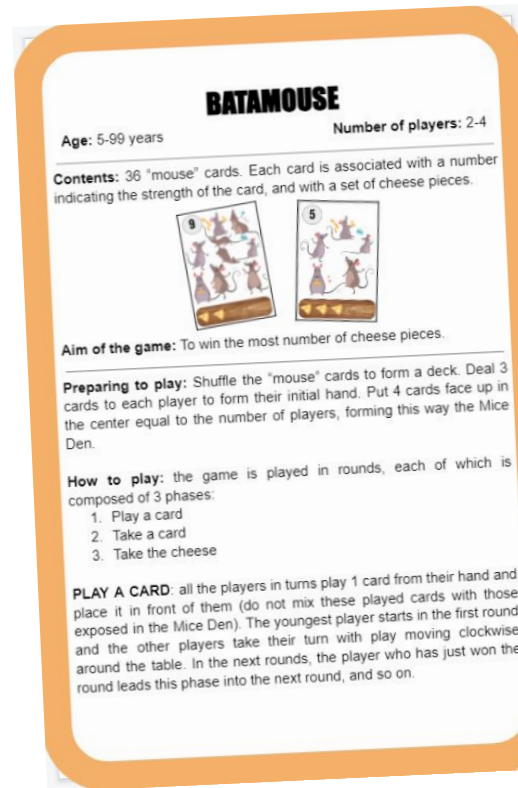 BATAMOUSE
Age: 5-99 years
Number of players: 2-4
Contents: 36 "mouse" cards. Each card is associated with a number
indicating the strength of the card, and with a set of cheese pieces.
9
5
Aim of the game: To win the most number of cheese pieces.
Preparing to play: Shuffle the "mouse" cards to form a deck. Deal 3
cards to each player to form their initial hand. Put 4 cards face up in
the center equal to the number of players, forming this way the Mice
Den.
How to play: the game is played in rounds, each of which is
composed of 3 phases:
1. Play a card
2. Take a card
3. Take the cheese
PLAY A CARD: all the players in turns play 1 card from their hand and
place it in front of them (do not mix these played cards with those
exposed in the Mice Den). The youngest player starts in the first round
and the other players take their turn with play moving clockwise
around the table. In the next rounds, the player who has just won the
round leads this phase into the next round, and so on.